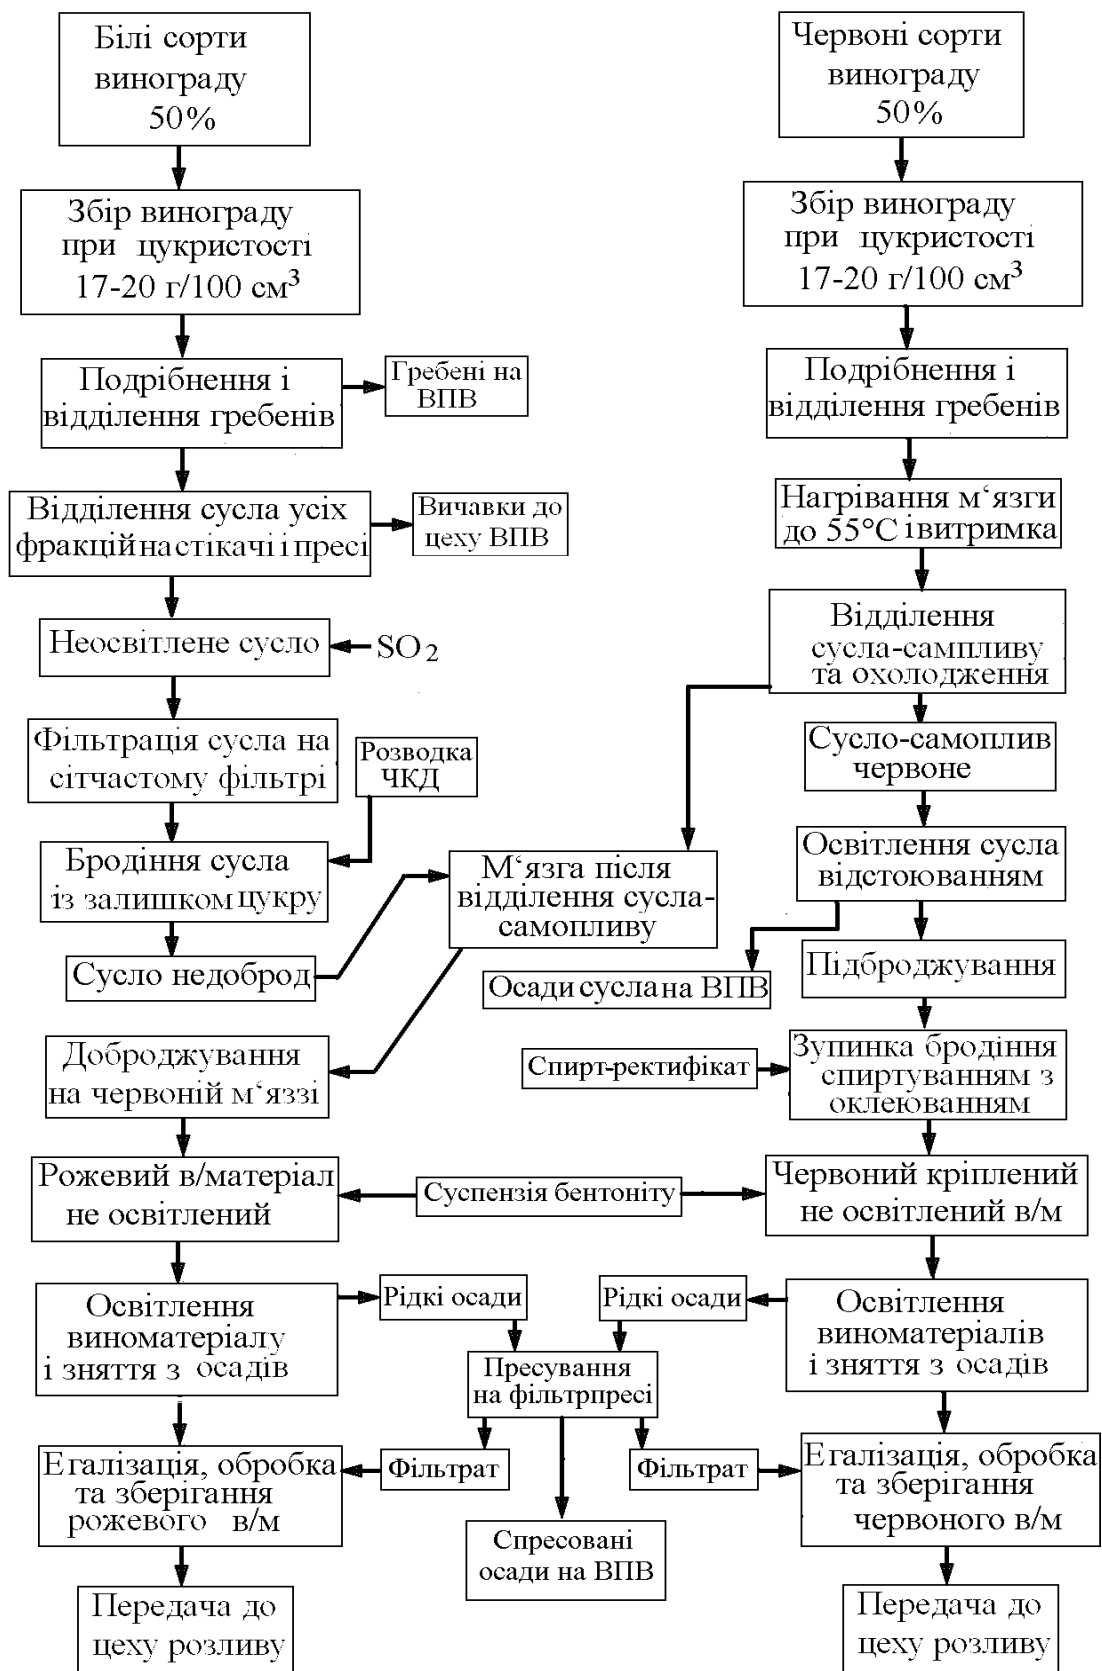 Білі сорти
винограду
50%
Червоні сорти
винограду
50%
Збір винограду
при цукристості
17-20 г/100 см³
Збір винограду
при цукристості
17-20 г/100 см³
Подрібнення і
відділення гребенів
Гребені на
ВПВ
Подрібнення і
відділення гребенів
Відділення сусла усіх
фракцій на стікачі і пресі
Вичавки до
цеху ВПВ
Нагрівання м‘язги
до 55°С івитримка
Неосвітлене сусло
SO₂
Відділення
сусла-сампливу
та охолодження
Фільтрація сусла на
сітчастому фільтрі
Розводка
ЧКД
Сусло-самоплив
червоне
Бродіння сусла
із залишком цукру
М‘язга після
відділення сусла-
самопливу
Освітлення сусла
відстоюванням
Сусло недоброд
Осади сусла на ВПВ
Підброджування
Доброджування
на червоній м‘яззі
Спирт-ректифікат
Зупинка бродіння
спиртуванням з
оклеюванням
Рожевий в/матеріал
не освітлений
Суспензія бентоніту
Червоний кріплений
не освітлений в/м
Освітлення
виноматеріалу
і зняття з осадів
Рідкі осади
Рідкі осади
Освітлення
виноматеріалів
і зняття з осадів
Пресування
на фільтрпресі
Егалізація, обробка
та зберігання
рожевого в/м
Фільтрат
Фільтрат
Егалізація, обробка
та зберігання
червоного в/м
Спресовані
осади на ВПВ
Передача до
цеху розливу
Передача до
цеху розливу